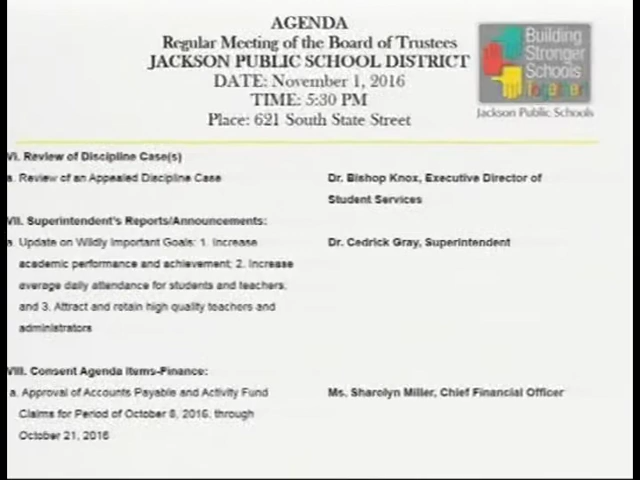 AGENDA
Regular Meeting of the Board of Trustees
JACKSON PUBLIC SCHOOL DISTRICT
DATE: November 1, 2016
TIME: 5:30 PM
Place: 621 South State Street
Building
Stronger
Schools
Together
Jackson Public Schools
VI. Review of Discipline Case(s)
a. Review of an Appealed Discipline Case
Dr. Bishop Knox, Executive Director of
Student Services
VII. Superintendent's Reports/Announcements:
a. Update on Wildly Important Goals: 1. Increase
Dr. Cedrick Gray, Superintendent
academic performance and achievement; 2. Increase
average daily attendance for students and teachers;
and 3. Attract and retain high quality teachers and
administrators
VIII. Consent Agenda Items-Finance:
a. Approval of Accounts Payable and Activity Fund
Ms. Sharolyn Miller, Chief Financial Officer
Claims for Period of October 6, 2016, through
October 21, 2016